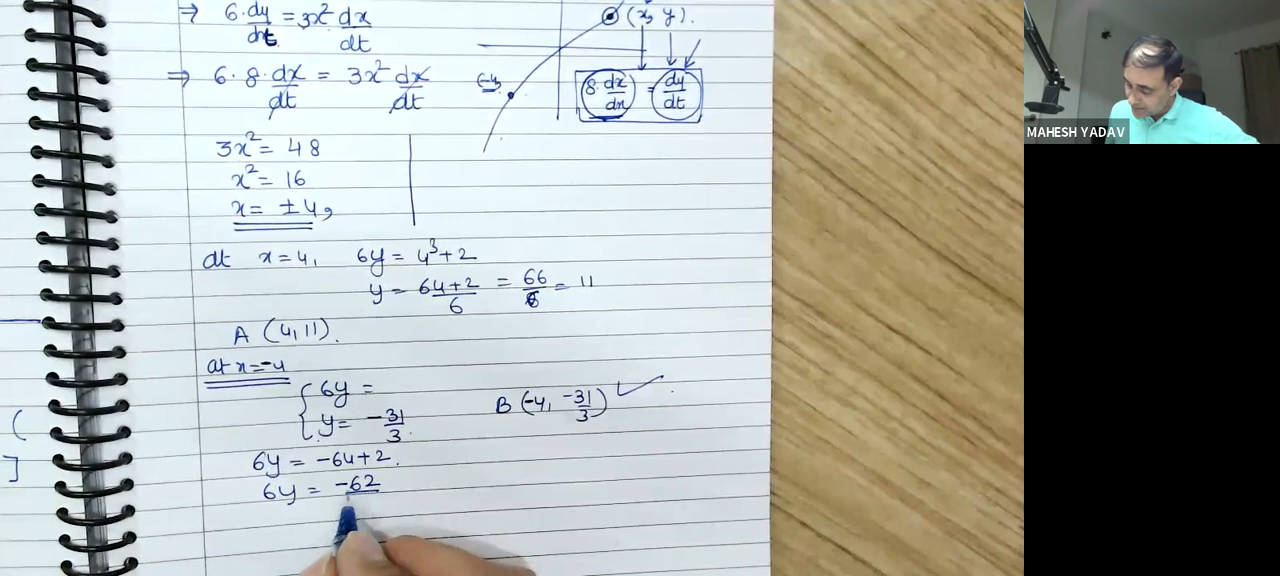 ⇒ 6·dy/dt = 3x² dx/dt
(x, y).
⇒ 6·8·dx/dt = 3x² dx/dt
8·dx/dt = dy/dt
3x² = 48
x² = 16
x = ±4,
at x=4, 6y = 4³+2
y = 64+2/6 = 66/6 = 11
A (4,11).
at x=-4
6y =
y = -31/3
B (-4, -31/3)
6y = -64+2.
6y = -62
(
]
MAHESH YADAV